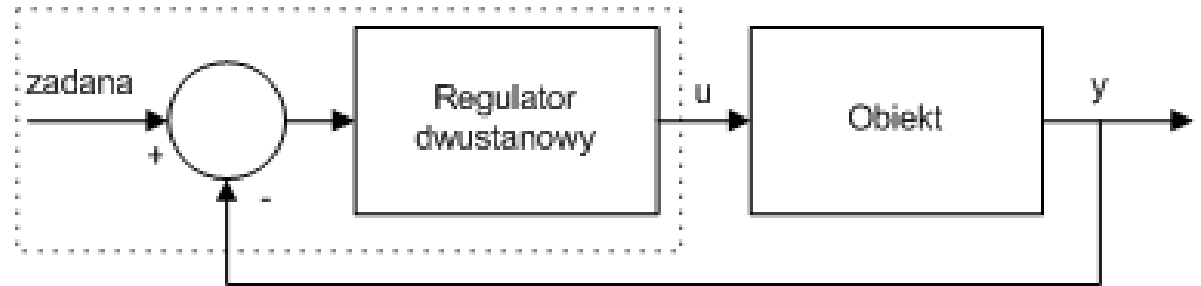 zadana
+
-
Regulator
dwustanowy
u
Obiekt
y